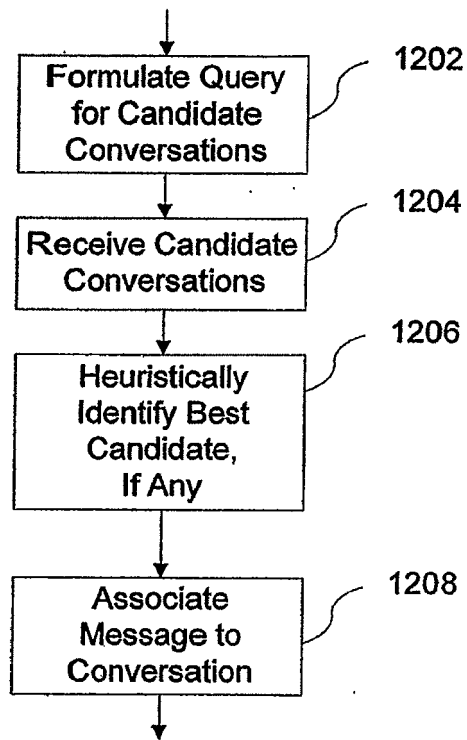 Formulate Query
for Candidate
Conversations
1202
Receive Candidate
Conversations
1204
Heuristically
Identify Best
Candidate,
If Any
1206
Associate
Message to
Conversation
1208